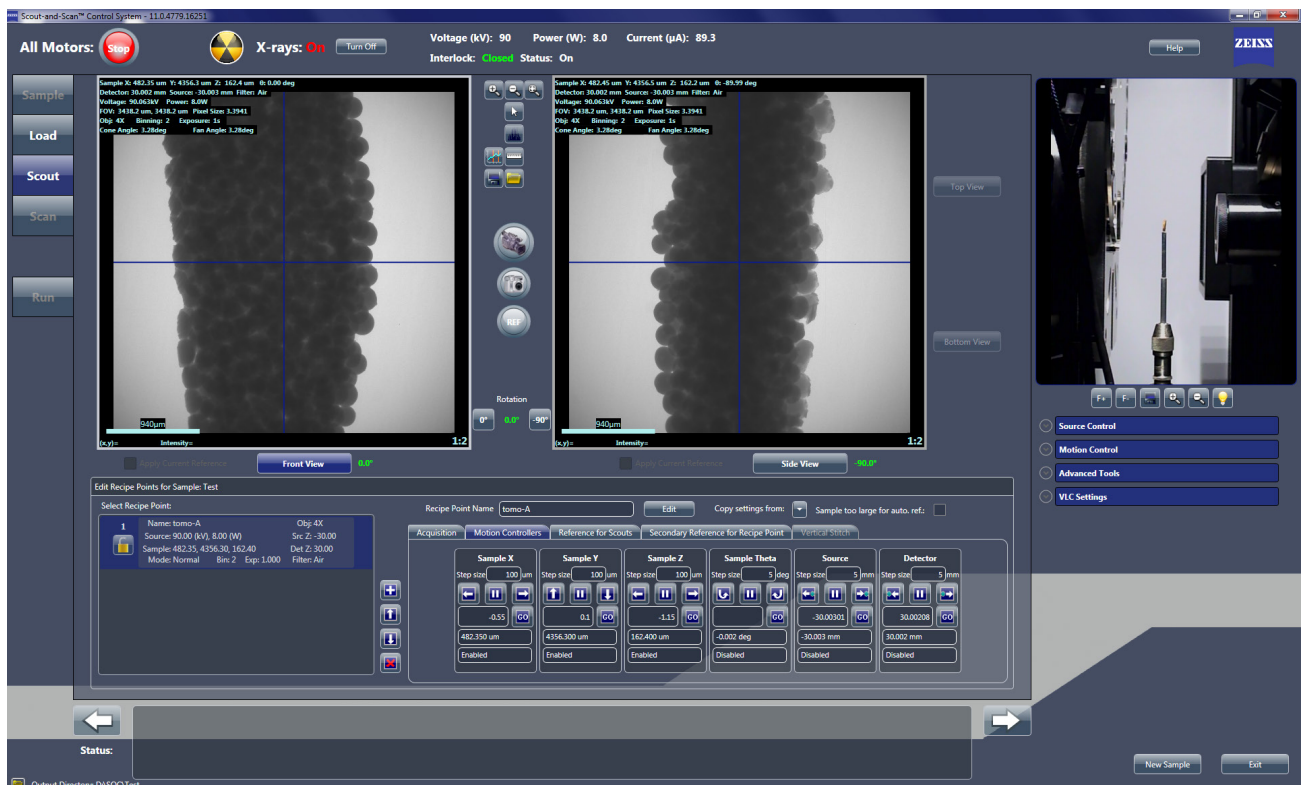 Scout-and-Scan™ Control System - 11.0.4779.16251
All Motors:
Stop
X-rays: On
Turn Off
Voltage (kV): 90 Power (W): 8.0 Current (µA): 89.3
Interlock: Closed Status: On
Help
ZEISS
Sample
Load
Scout
Scan
Run
Sample X: 482.35 um Y: 4356.3 um Z: 162.4 um θ: 0.00 deg
Detector: 30.002 mm Source: -30.003 mm Filter: Air
Voltage: 90.063kV Power: 8.0W
FOV: 3438.2 um, 3438.2 um Pixel Size: 3.3941
Obj: 4X Binning: 2 Exposure: 1s
Cone Angle: 3.28deg Fan Angle: 3.28deg
940µm
(x,y)= Intensity= 1:2
Sample X: 482.45 um Y: 4356.5 um Z: 162.2 um θ: -89.99 deg
Detector: 30.002 mm Source: -30.003 mm Filter: Air
Voltage: 90.063kV Power: 8.0W
FOV: 3438.2 um, 3438.2 um Pixel Size: 3.3941
Obj: 4X Binning: 2 Exposure: 1s
Cone Angle: 3.28deg Fan Angle: 3.28deg
940µm
(x,y)= Intensity= 1:2
REF
Rotation
0° 0.0° -90°
Top View
Bottom View
F+ F-
Source Control
Motion Control
Advanced Tools
VLC Settings
Apply Current Reference
Front View
0.0°
Apply Current Reference
Side View
-90.0°
Edit Recipe Points for Sample: Test
Select Recipe Point:
1
Name: tomo-A Obj: 4X
Source: 90.00 (kV), 8.00 (W) Src Z: -30.00
Sample: 482.35, 4356.30, 162.40 Det Z: 30.00
Mode: Normal Bin: 2 Exp: 1.000 Filter: Air
Recipe Point Name tomo-A Edit Copy settings from: Sample too large for auto. ref.:
Acquisition Motion Controllers Reference for Scouts Secondary Reference for Recipe Point Vertical Stitch
Sample X Sample Y Sample Z Sample Theta Source Detector
Step size 100 um Step size 100 um Step size 100 um Step size 5 deg Step size 5 mm Step size 5 mm
-0.55 GO 0.1 GO -1.15 GO GO -30.00301 GO 30.00208 GO
482.350 um 4356.300 um 162.400 um -0.002 deg -30.003 mm 30.002 mm
Enabled Enabled Enabled Disabled Disabled Disabled
Status:
New Sample
Exit
Output Directory